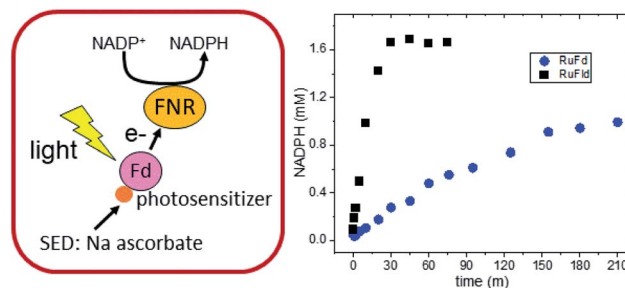 NADP⁺ NADPH
FNR
e-
light
Fd
photosensitizer
SED: Na ascorbate
RuFd
RuFld
NADPH (mM)
1.6
1.2
0.8
0.4
0.0
0 30 60 90 120 150 180 210
time (m)